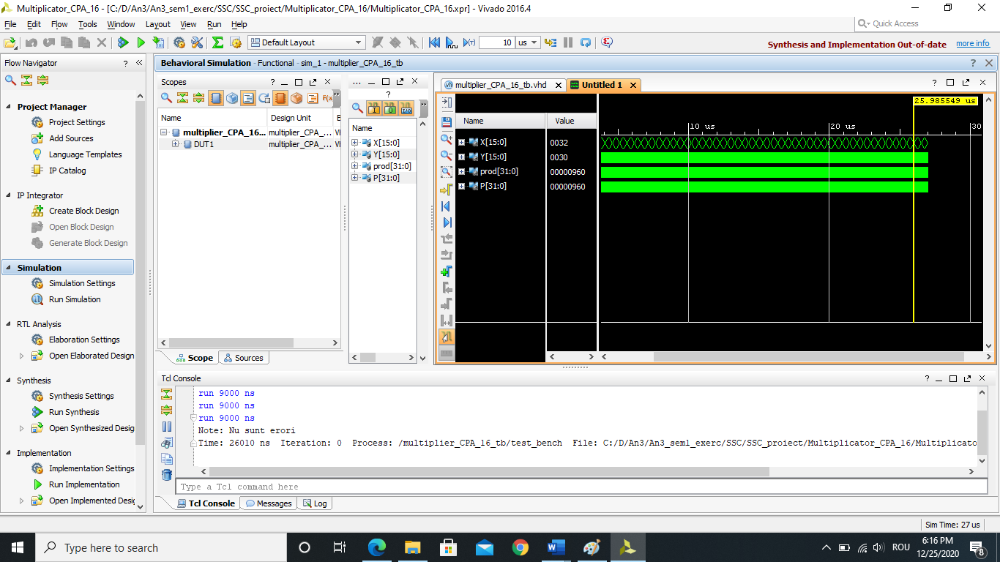 Multiplicator_CPA_16 - [C:/D/An3/An3_sem1_exerc/SSC/SSC_proiect/Multiplicator_CPA_16/Multiplicator_CPA_16.xpr] - Vivado 2016.4
File Edit Flow Tools Window Layout View Run Help
Quick Access
Default Layout
10 us
Synthesis and Implementation Out-of-date more info
Flow Navigator
Project Manager
Project Settings
Add Sources
Language Templates
IP Catalog
IP Integrator
Create Block Design
Open Block Design
Generate Block Design
Simulation
Simulation Settings
Run Simulation
RTL Analysis
Elaboration Settings
Open Elaborated Design
Synthesis
Synthesis Settings
Run Synthesis
Open Synthesized Desig
Implementation
Implementation Settings
Run Implementation
Open Implemented Desig
Behavioral Simulation - Functional - sim_1 - multiplier_CPA_16_tb
Scopes
Name Design Unit
multiplier_CPA_16... multiplier_CPA_...
DUT1 multiplier_CPA_...
Scope Sources
Name
X[15:0]
Y[15:0]
prod[31:0]
P[31:0]
multiplier_CPA_16_tb.vhd Untitled 1
Name Value
X[15:0] 0032
Y[15:0] 0030
prod[31:0] 00000960
P[31:0] 00000960
25.985549 us
10 us 20 us 30
Tcl Console
run 9000 ns
run 9000 ns
run 9000 ns
Note: Nu sunt erori
Time: 26010 ns Iteration: 0 Process: /multiplier_CPA_16_tb/test_bench File: C:/D/An3/An3_sem1_exerc/SSC/SSC_proiect/Multiplicator_CPA_16/Multiplicato
Type a Tcl command here
Tcl Console Messages Log
Sim Time: 27 us
Type here to search
ROU
6:16 PM
12/25/2020
8